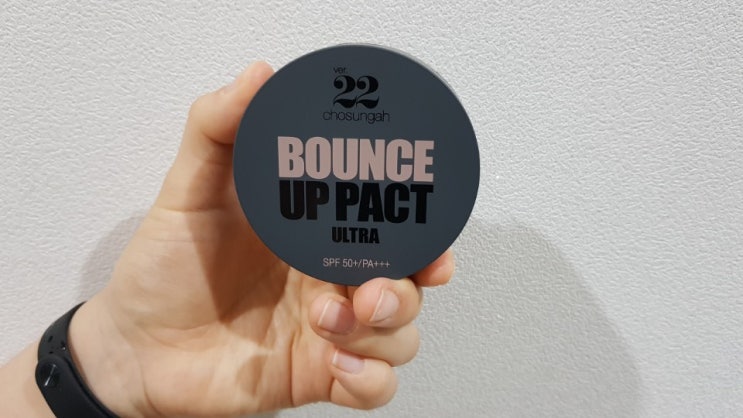 ver.
22
chosungah
BOUNCE
UP PACT
ULTRA
SPF 50+/PA+++